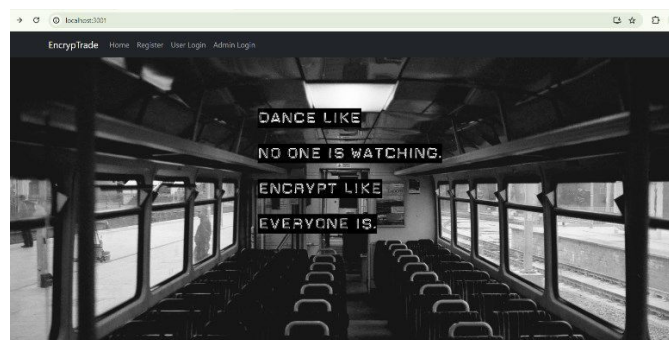 localhost:3001
EncrypTrade Home Register User Login Admin Login
DANCE LIKE
NO ONE IS WATCHING.
ENCRYPT LIKE
EVERYONE IS.